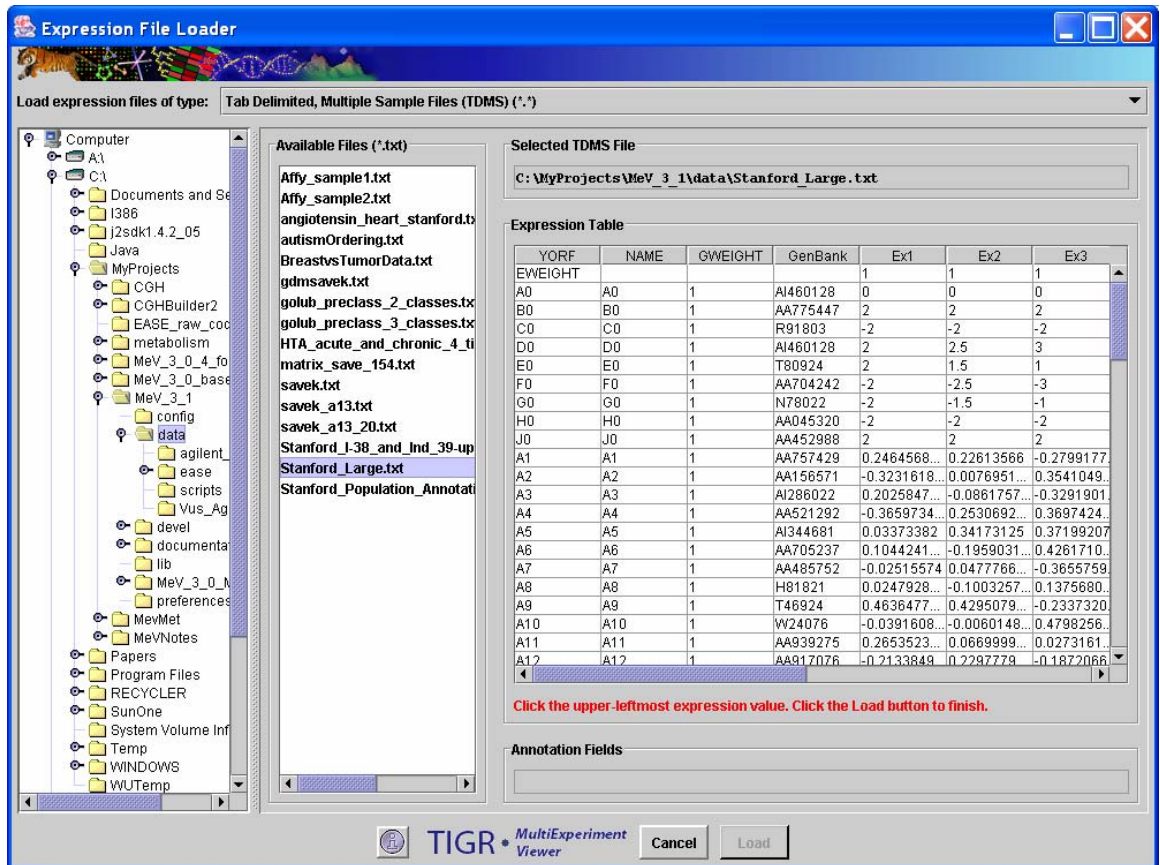 Expression File Loader
Load expression files of type: Tab Delimited, Multiple Sample Files (TDMS) (*.*)
Computer
A:\
C:\
Documents and Se
I386
j2sdk1.4.2_05
Java
MyProjects
CGH
CGHBuilder2
EASE_raw_coc
metabolism
MeV_3_0_4_fo
MeV_3_0_base
MeV_3_1
config
data
agilent_
ease
scripts
Vus_Ag
devel
documentat
lib
MeV_3_0_M
preferences
MevMet
MeVNotes
Papers
Program Files
RECYCLER
SunOne
System Volume Inf
Temp
WINDOWS
WUTemp
Available Files (*.txt)
Affy_sample1.txt
Affy_sample2.txt
angiotensin_heart_stanford.tx
autismOrdering.txt
BreastvsTumorData.txt
gdmsavek.txt
golub_preclass_2_classes.tx
golub_preclass_3_classes.tx
HTA_acute_and_chronic_4_ti
matrix_save_154.txt
savek.txt
savek_a13.txt
savek_a13_20.txt
Stanford_I-38_and_Ind_39-up
Stanford_Large.txt
Stanford_Population_Annotati
Selected TDMS File
C:\MyProjects\MeV_3_1\data\Stanford_Large.txt
Expression Table
YORF NAME GWEIGHT GenBank Ex1 Ex2 Ex3
EWEIGHT 1 1 1
A0 A0 1 AI460128 0 0 0
B0 B0 1 AA775447 2 2 2
C0 C0 1 R91803 -2 -2 -2
D0 D0 1 AI460128 2 2.5 3
E0 E0 1 T80924 2 1.5 1
F0 F0 1 AA704242 -2 -2.5 -3
G0 G0 1 N78022 -2 -1.5 -1
H0 H0 1 AA045320 -2 -2 -2
J0 J0 1 AA452988 2 2 2
A1 A1 1 AA757429 0.2464568... 0.22613566 -0.2799177.
A2 A2 1 AA156571 -0.3231618... 0.0076951... 0.3541049..
A3 A3 1 AI286022 0.2025847... -0.0861757... -0.3291901.
A4 A4 1 AA521292 -0.3659734... 0.2530692... 0.3697424..
A5 A5 1 AI344681 0.03373382 0.34173125 0.37199207
A6 A6 1 AA705237 0.1044241... -0.1959031... 0.4261710..
A7 A7 1 AA485752 -0.02515574 0.0477766... -0.3655759.
A8 A8 1 H81821 0.0247928... -0.1003257... 0.1375680..
A9 A9 1 T46924 0.4636477... 0.4295079... -0.2337320.
A10 A10 1 W24076 -0.0391608... -0.0060148... 0.4798256..
A11 A11 1 AA939275 0.2653523... 0.0669999... 0.0273161..
A12 A12 1 AA917076 -0.2133849 0.2297779 -0.1872066
Click the upper-leftmost expression value. Click the Load button to finish.
Annotation Fields
TIGR • MultiExperiment Viewer
Cancel
Load